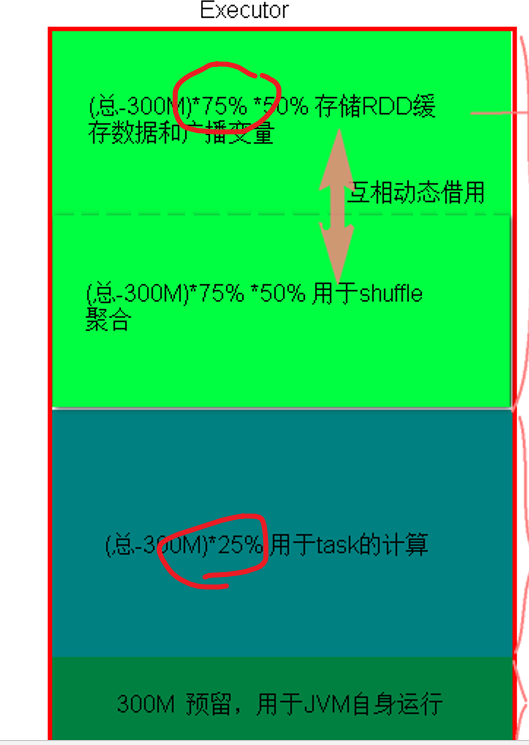 Executor
(总-300M)*75% *50% 存储RDD缓
存数据和广播变量
互相动态借用
(总-300M)*75% *50% 用于shuffle
聚合
(总-300M)*25% 用于task的计算
300M 预留，用于JVM自身运行